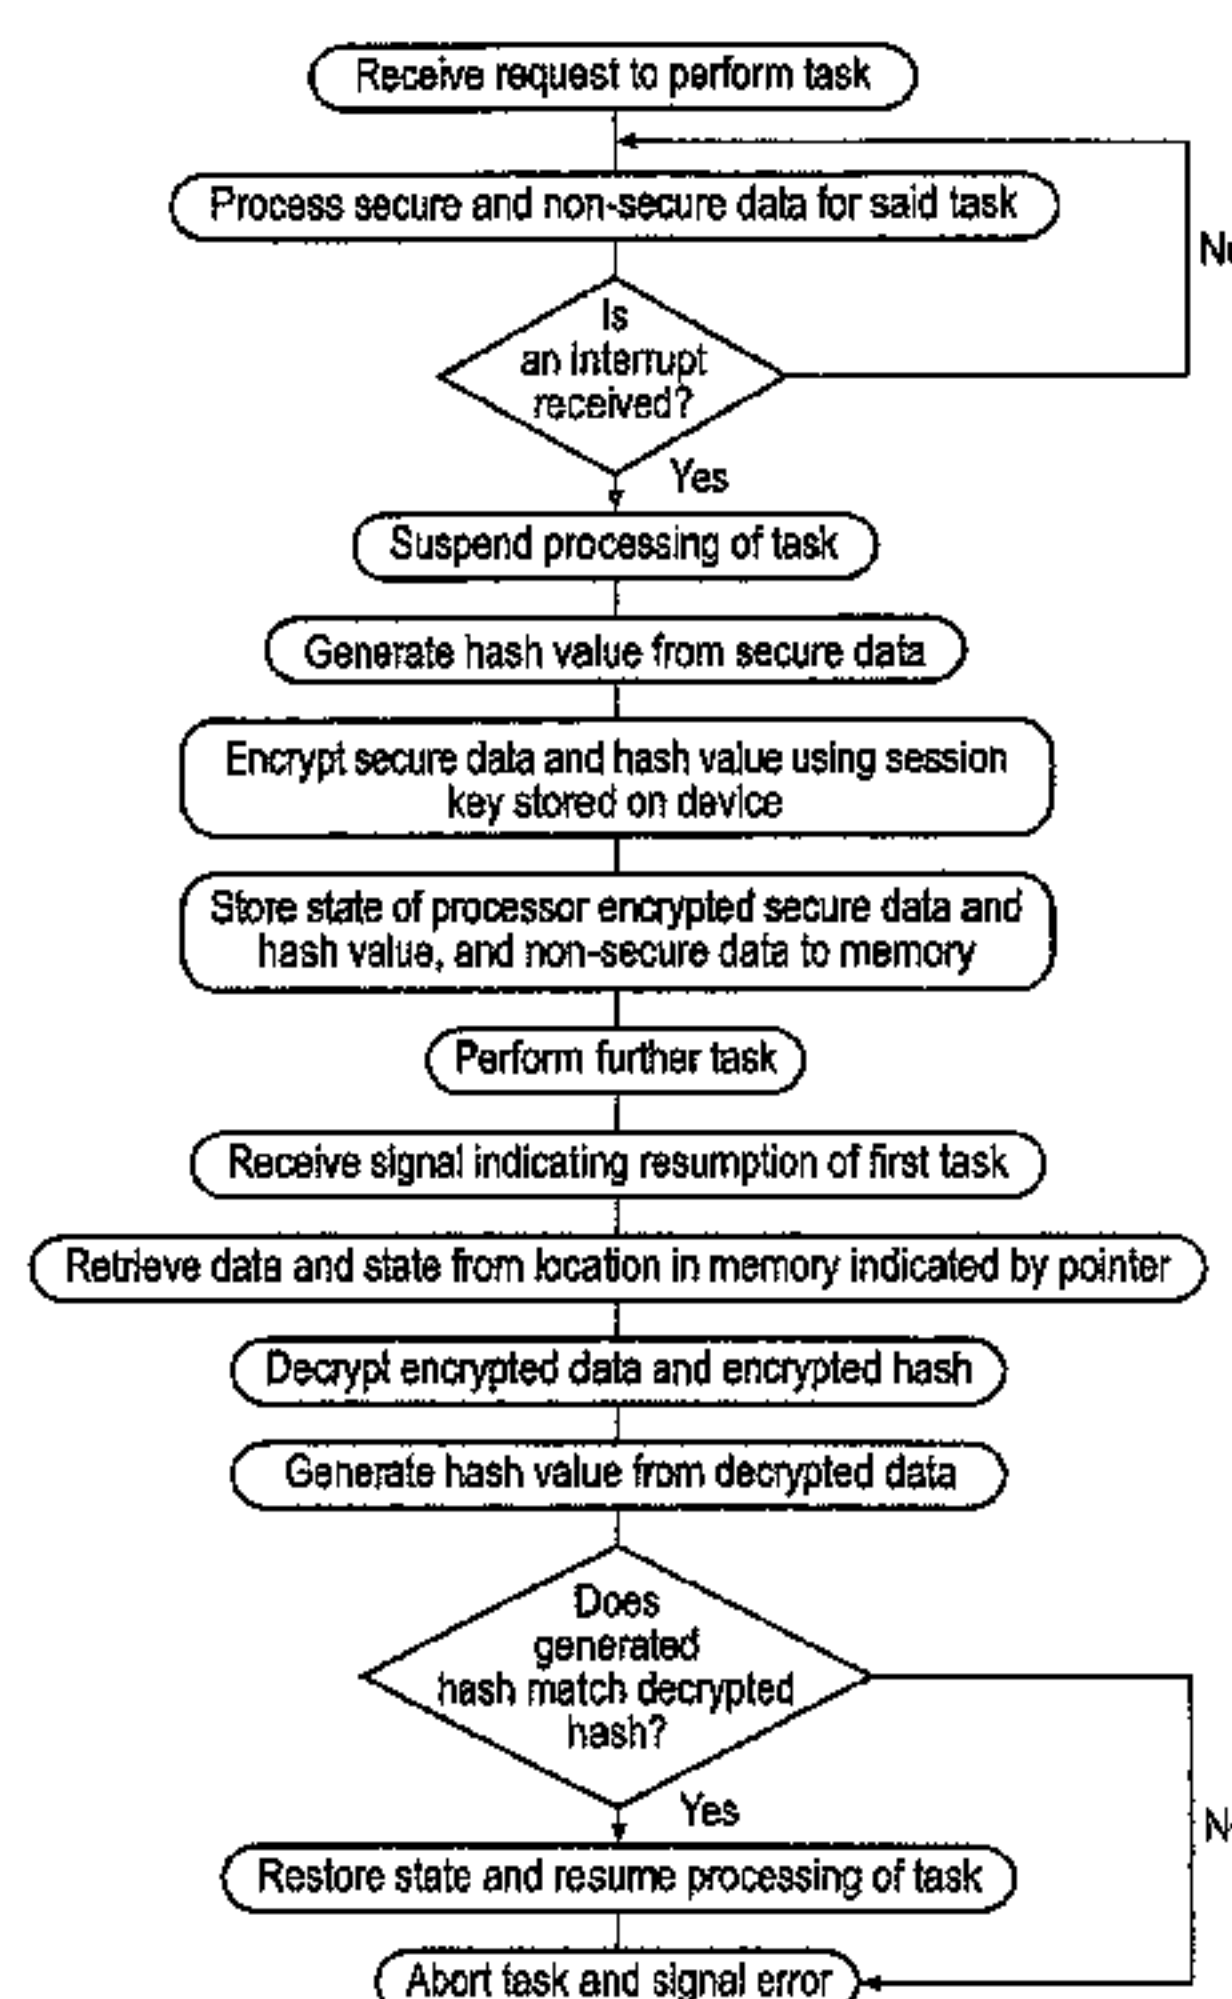 Receive request to perform task
Process secure and non-secure data for said task
Is
an interrupt
received?
Yes
Suspend processing of task
Generate hash value from secure data
Encrypt secure data and hash value using session
key stored on device
Store state of processor encrypted secure data and
hash value, and non-secure data to memory
Perform further task
Receive signal indicating resumption of first task
Retrieve data and state from location in memory indicated by pointer
Decrypt encrypted data and encrypted hash
Generate hash value from decrypted data
Does
generated
hash match decrypted
hash?
Yes
Restore state and resume processing of task
Abort task and signal error